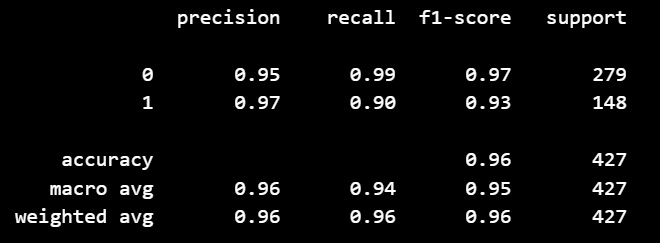 precision recall f1-score support
0 0.95 0.99 0.97 279
1 0.97 0.90 0.93 148
accuracy 0.96 427
macro avg 0.96 0.94 0.95 427
weighted avg 0.96 0.96 0.96 427